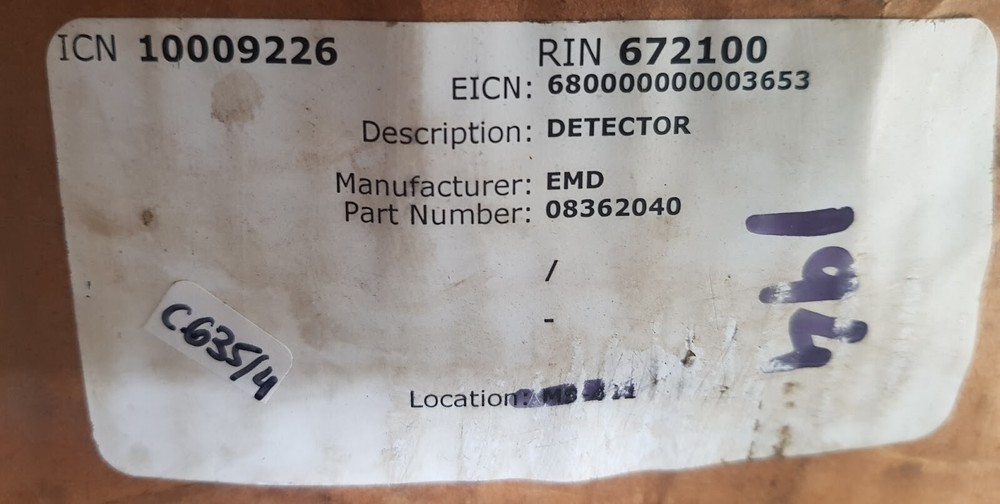 ICN 10009226 RIN 672100
EICN: 680000000003653
Description: DETECTOR
Manufacturer: EMD
Part Number: 08362040
/
-
C635/4
Location: